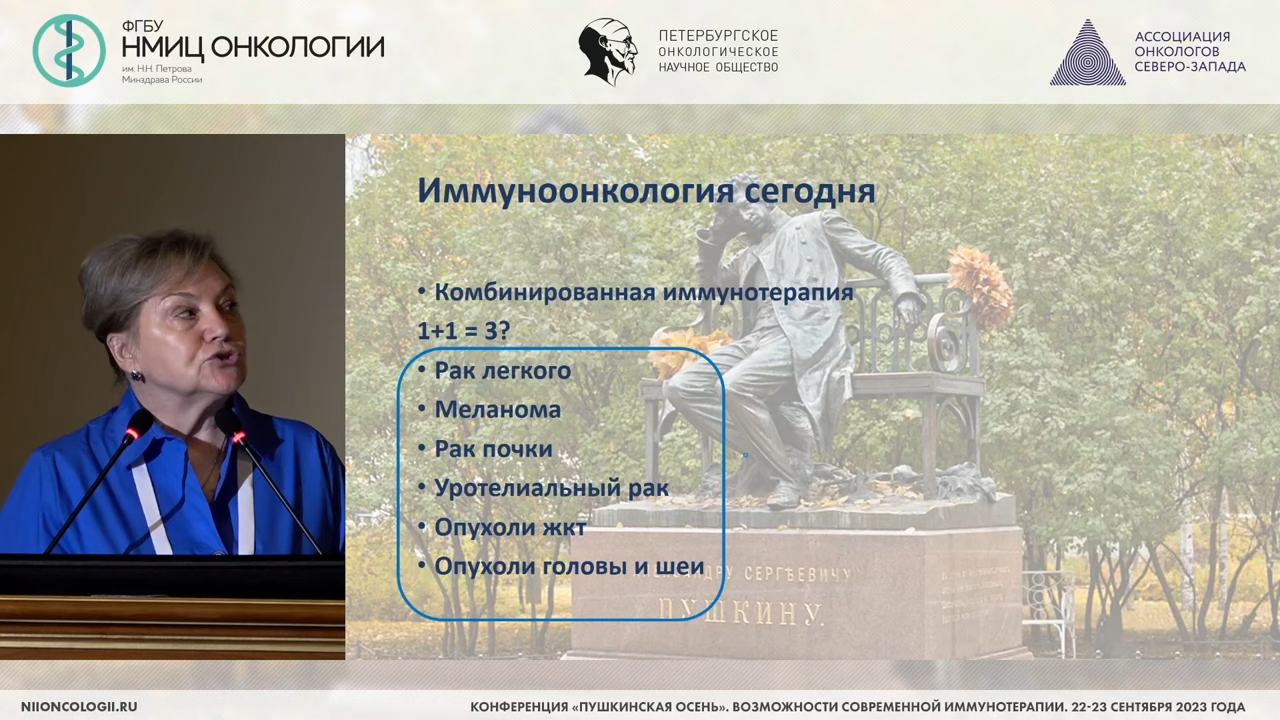 ФГБУ
НМИЦ ОНКОЛОГИИ
им. Н.Н. Петрова
Минздрава России
ПЕТЕРБУРГСКОЕ
ОНКОЛОГИЧЕСКОЕ
НАУЧНОЕ ОБЩЕСТВО
АССОЦИАЦИЯ
ОНКОЛОГОВ
СЕВЕРО-ЗАПАДА
Иммуноонкология сегодня
• Комбинированная иммунотерапия
1+1 = 3?
• Рак легкого
• Меланома
• Рак почки
• Уротелиальный рак
• Опухоли жкт
• Опухоли головы и шеи
СЕРГѢЕВИЧУ
ПУШКИНУ.
NIIONCOLOGII.RU
КОНФЕРЕНЦИЯ «ПУШКИНСКАЯ ОСЕНЬ». ВОЗМОЖНОСТИ СОВРЕМЕННОЙ ИММУНОТЕРАПИИ. 22-23 СЕНТЯБРЯ 2023 ГОДА